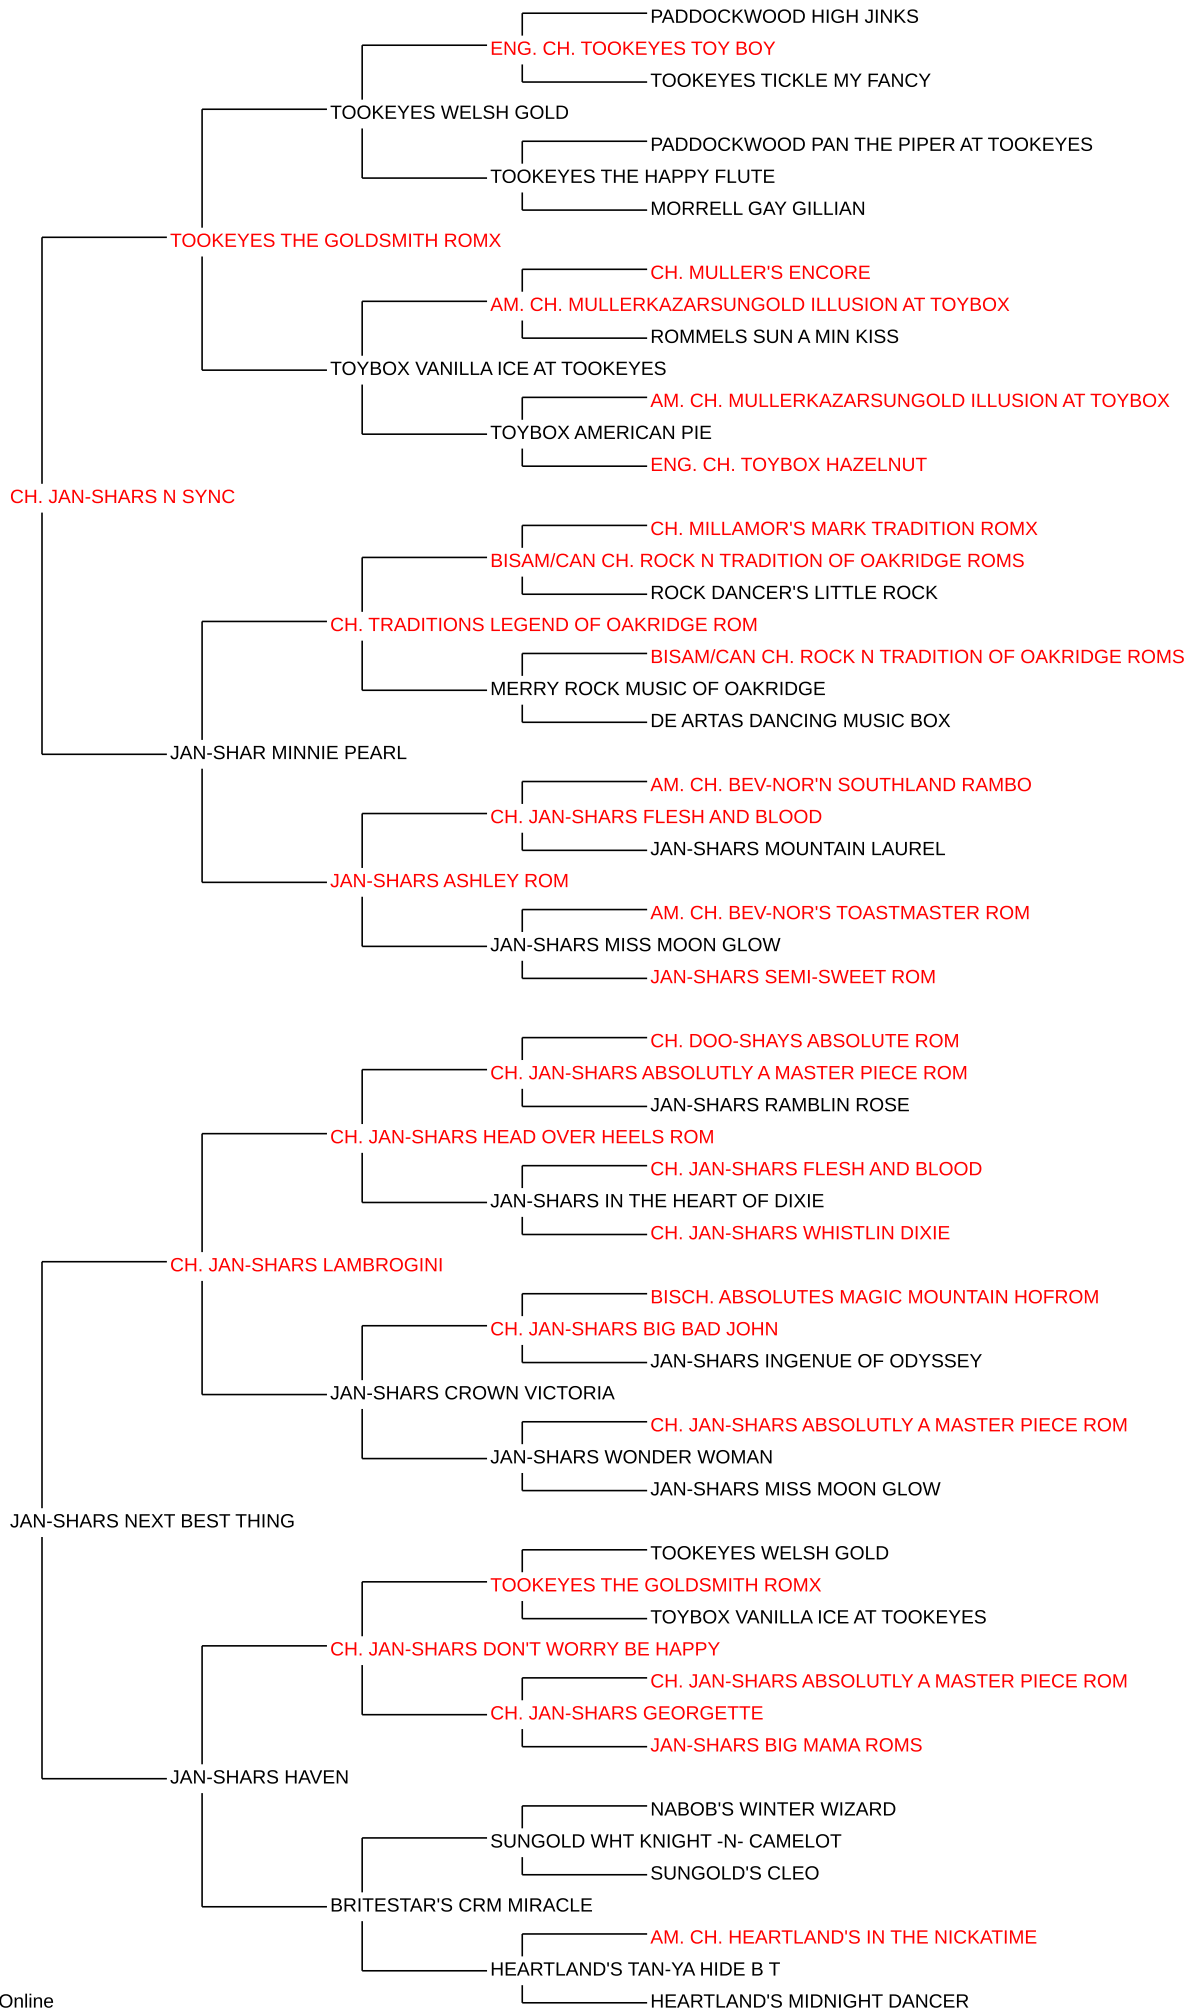 PADDOCKWOOD HIGH JINKS
ENG. CH. TOOKEYES TOY BOY
TOOKEYES TICKLE MY FANCY
TOOKEYES WELSH GOLD
PADDOCKWOOD PAN THE PIPER AT TOOKEYES
TOOKEYES THE HAPPY FLUTE
MORRELL GAY GILLIAN
TOOKEYES THE GOLDSMITH ROMX
CH. MULLER'S ENCORE
AM. CH. MULLERKAZARSUNGOLD ILLUSION AT TOYBOX
ROMMELS SUN A MIN KISS
TOYBOX VANILLA ICE AT TOOKEYES
AM. CH. MULLERKAZARSUNGOLD ILLUSION AT TOYBOX
TOYBOX AMERICAN PIE
ENG. CH. TOYBOX HAZELNUT
CH. JAN-SHARS N SYNC
CH. MILLAMOR'S MARK TRADITION ROMX
BISAM/CAN CH. ROCK N TRADITION OF OAKRIDGE ROMS
ROCK DANCER'S LITTLE ROCK
CH. TRADITIONS LEGEND OF OAKRIDGE ROM
BISAM/CAN CH. ROCK N TRADITION OF OAKRIDGE ROMS
MERRY ROCK MUSIC OF OAKRIDGE
DE ARTAS DANCING MUSIC BOX
JAN-SHAR MINNIE PEARL
AM. CH. BEV-NOR'N SOUTHLAND RAMBO
CH. JAN-SHARS FLESH AND BLOOD
JAN-SHARS MOUNTAIN LAUREL
JAN-SHARS ASHLEY ROM
AM. CH. BEV-NOR'S TOASTMASTER ROM
JAN-SHARS MISS MOON GLOW
JAN-SHARS SEMI-SWEET ROM
CH. DOO-SHAYS ABSOLUTE ROM
CH. JAN-SHARS ABSOLUTLY A MASTER PIECE ROM
JAN-SHARS RAMBLIN ROSE
CH. JAN-SHARS HEAD OVER HEELS ROM
CH. JAN-SHARS FLESH AND BLOOD
JAN-SHARS IN THE HEART OF DIXIE
CH. JAN-SHARS WHISTLIN DIXIE
CH. JAN-SHARS LAMBROGINI
BISCH. ABSOLUTES MAGIC MOUNTAIN HOFROM
CH. JAN-SHARS BIG BAD JOHN
JAN-SHARS INGENUE OF ODYSSEY
JAN-SHARS CROWN VICTORIA
CH. JAN-SHARS ABSOLUTLY A MASTER PIECE ROM
JAN-SHARS WONDER WOMAN
JAN-SHARS MISS MOON GLOW
JAN-SHARS NEXT BEST THING
TOOKEYES WELSH GOLD
TOOKEYES THE GOLDSMITH ROMX
TOYBOX VANILLA ICE AT TOOKEYES
CH. JAN-SHARS DON'T WORRY BE HAPPY
CH. JAN-SHARS ABSOLUTLY A MASTER PIECE ROM
CH. JAN-SHARS GEORGETTE
JAN-SHARS BIG MAMA ROMS
JAN-SHARS HAVEN
NABOB'S WINTER WIZARD
SUNGOLD WHT KNIGHT -N- CAMELOT
SUNGOLD'S CLEO
BRITESTAR'S CRM MIRACLE
AM. CH. HEARTLAND'S IN THE NICKATIME
HEARTLAND'S TAN-YA HIDE B T
Online
HEARTLAND'S MIDNIGHT DANCER